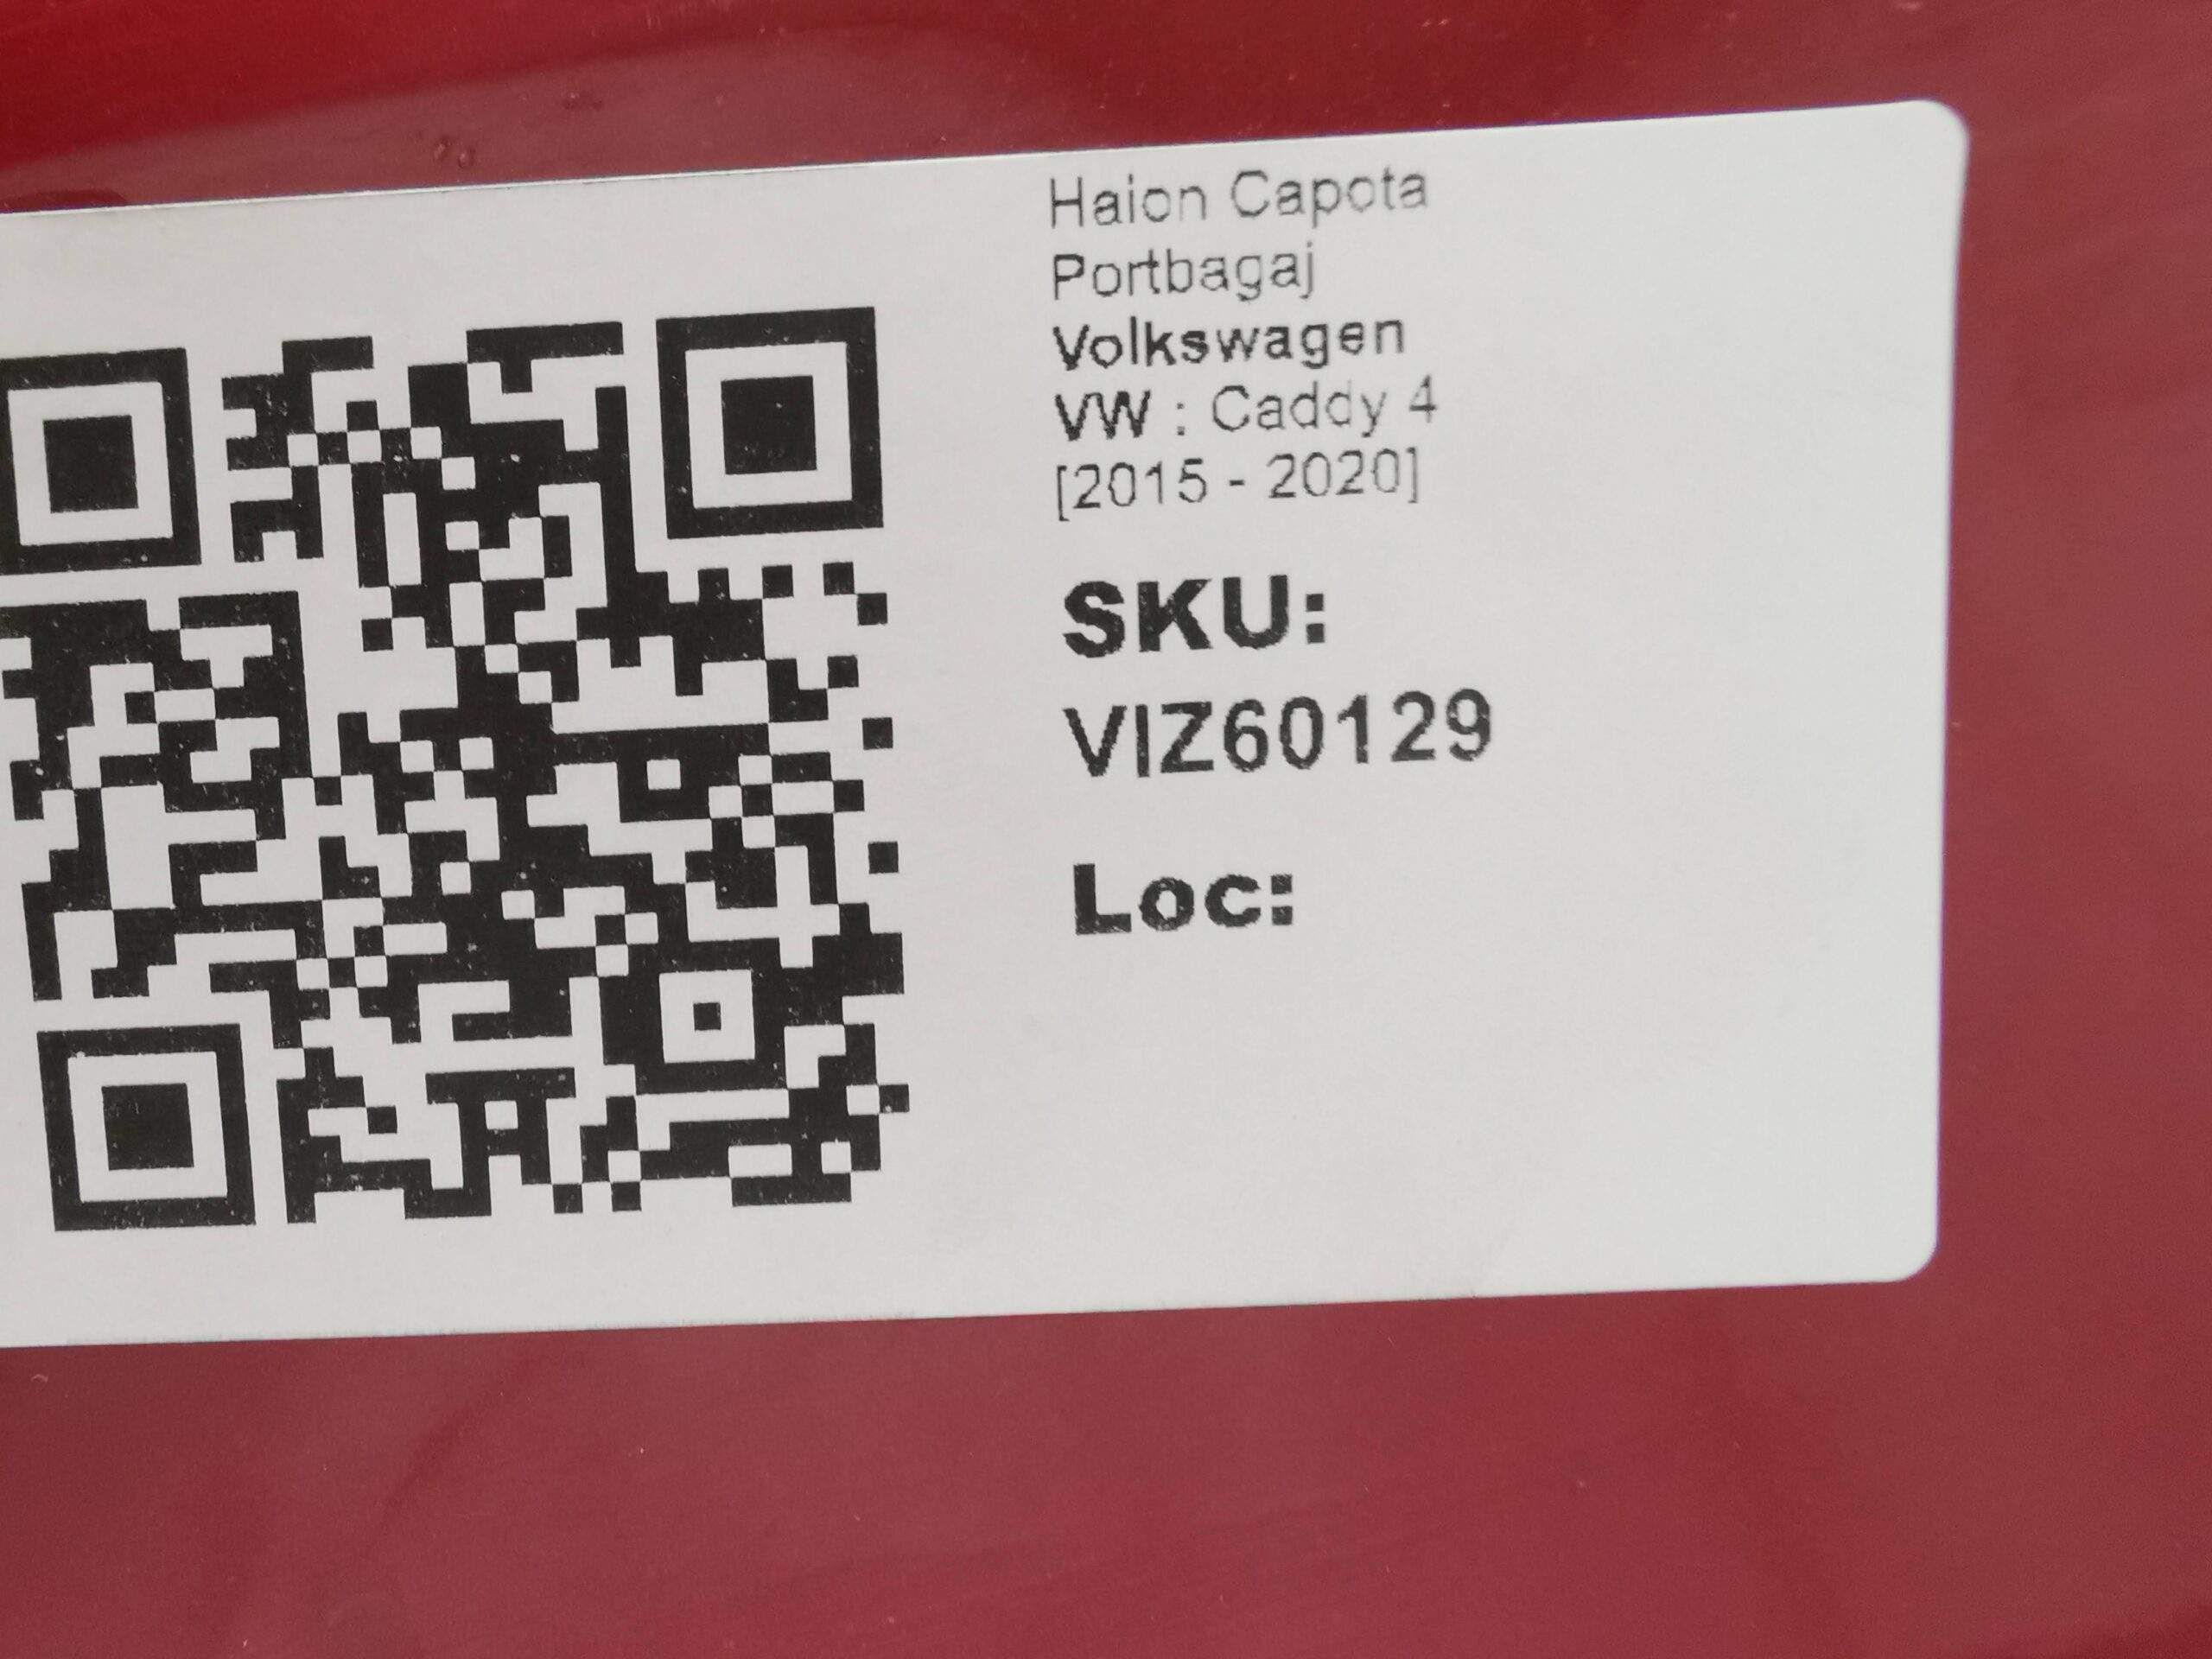 Haion Capota
Portbagaj
Volkswagen
VW : Caddy 4
[2015 - 2020]
SKU:
VIZ60129
Loc: